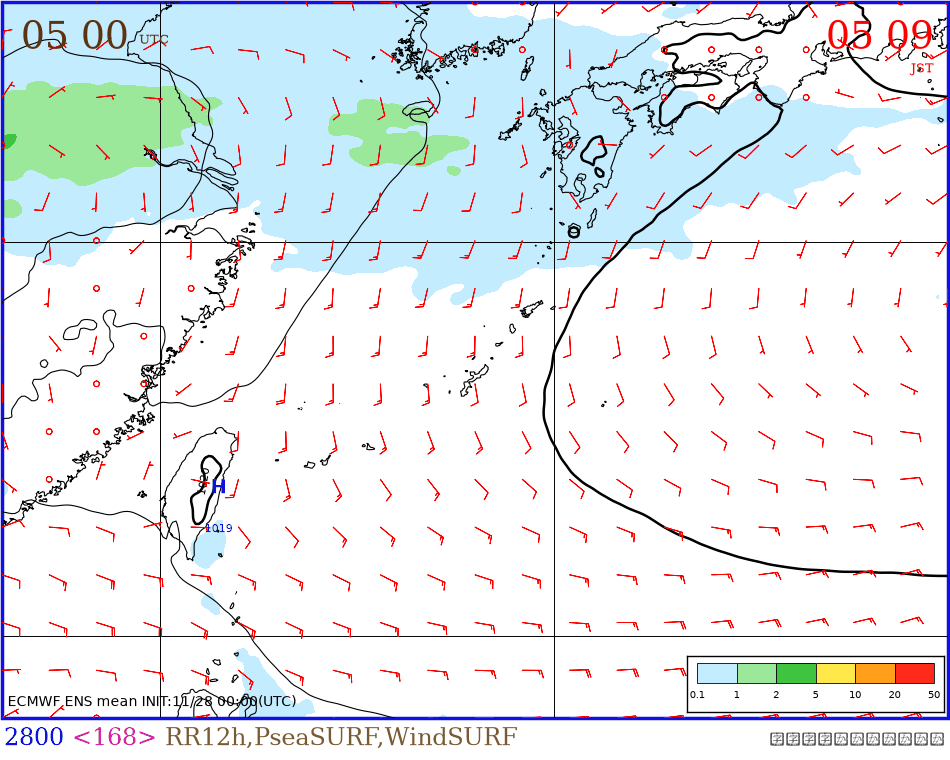 05 00 UTC
05 09
JST
1020
H
1019
0.1 1 2 5 10 20 50
ECMWF ENS mean INIT:11/28 00:00(UTC)
2800 <168> RR12h,PseaSURF,WindSURF